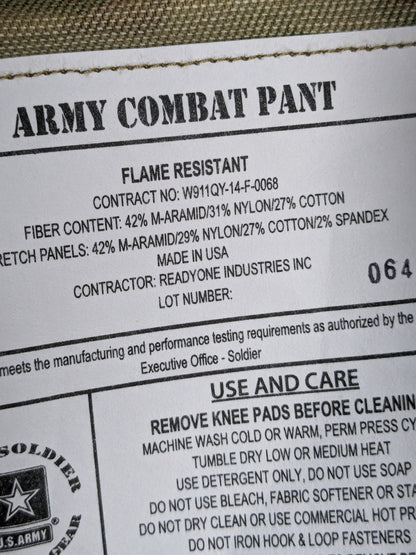 ARMY COMBAT PANT
FLAME RESISTANT
CONTRACT NO: W911QY-14-F-0068
FIBER CONTENT: 42% M-ARAMID/31% NYLON/27% COTTON
RETCH PANELS: 42% M-ARAMID/29% NYLON/27% COTTON/2% SPANDEX
MADE IN USA
CONTRACTOR: READYONE INDUSTRIES INC
064
LOT NUMBER:
meets the manufacturing and performance testing requirements as authorized by the
Executive Office - Soldier
USE AND CARE
REMOVE KNEE PADS BEFORE CLEANIN
MACHINE WASH COLD OR WARM, PERM PRESS CY
TUMBLE DRY LOW OR MEDIUM HEAT
USE DETERGENT ONLY, DO NOT USE SOAP
DO NOT USE BLEACH, FABRIC SOFTENER OR STA
DO NOT DRY CLEAN OR USE COMMERCIAL HOT PR
DO NOT IRON HOOK & LOOP FASTENERS
SOLDIER
GEAR
U.S.ARMY